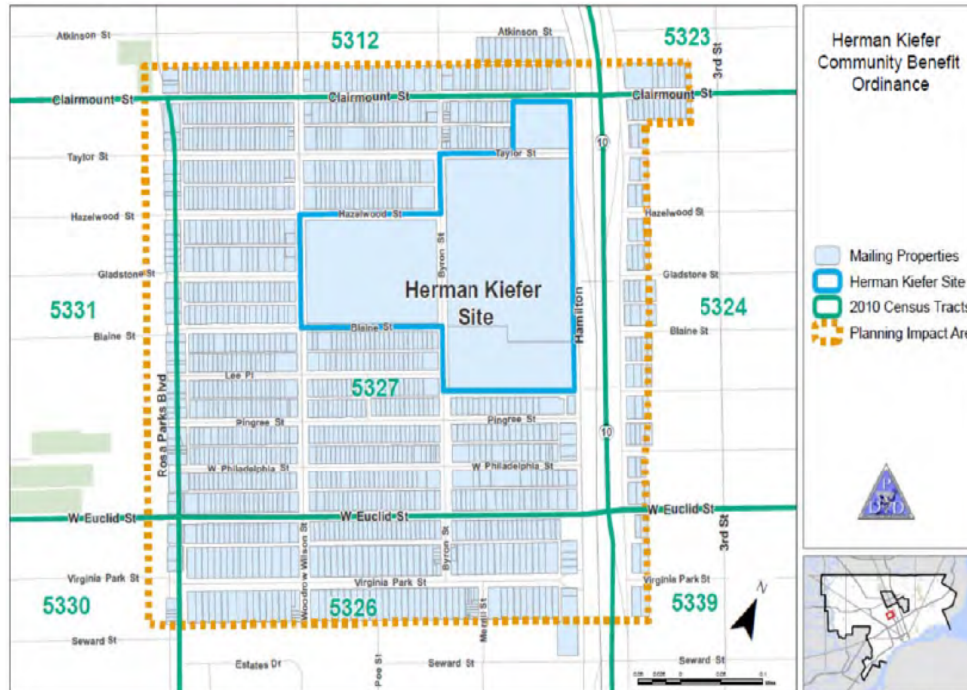 Atkinson St
5312
Atkinson St
5323
3rd St
Clairmount St
Clairmount St
Clairmount St
10
Taylor St
Taylor St
Hazelwood St
Hazelwood St
Hazelwood St
Byron St
Gladstone St
Gladstone St
Herman Kiefer
Site
Hamilton
5331
5324
Blaine St
Blaine St
Blaine St
Lee Pl
5327
Rosa Parks Blvd
Pingree St
Pingree St
10
W Philadelphia St
W Philadelphia St
W Euclid St
W Euclid St
W Euclid St
3rd St
Woodrow Wilson St
Byron St
Virginia Park St
Virginia Park St
Virginia Park St
5330
5326
Merrill St
5339
Seward St
Seward St
Seward St
Estates Dr
Poe St
N
Herman Kiefer
Community Benefit
Ordinance
Mailing Properties
Herman Kiefer Site
2010 Census Tracts
Planning Impact Are
P
D D